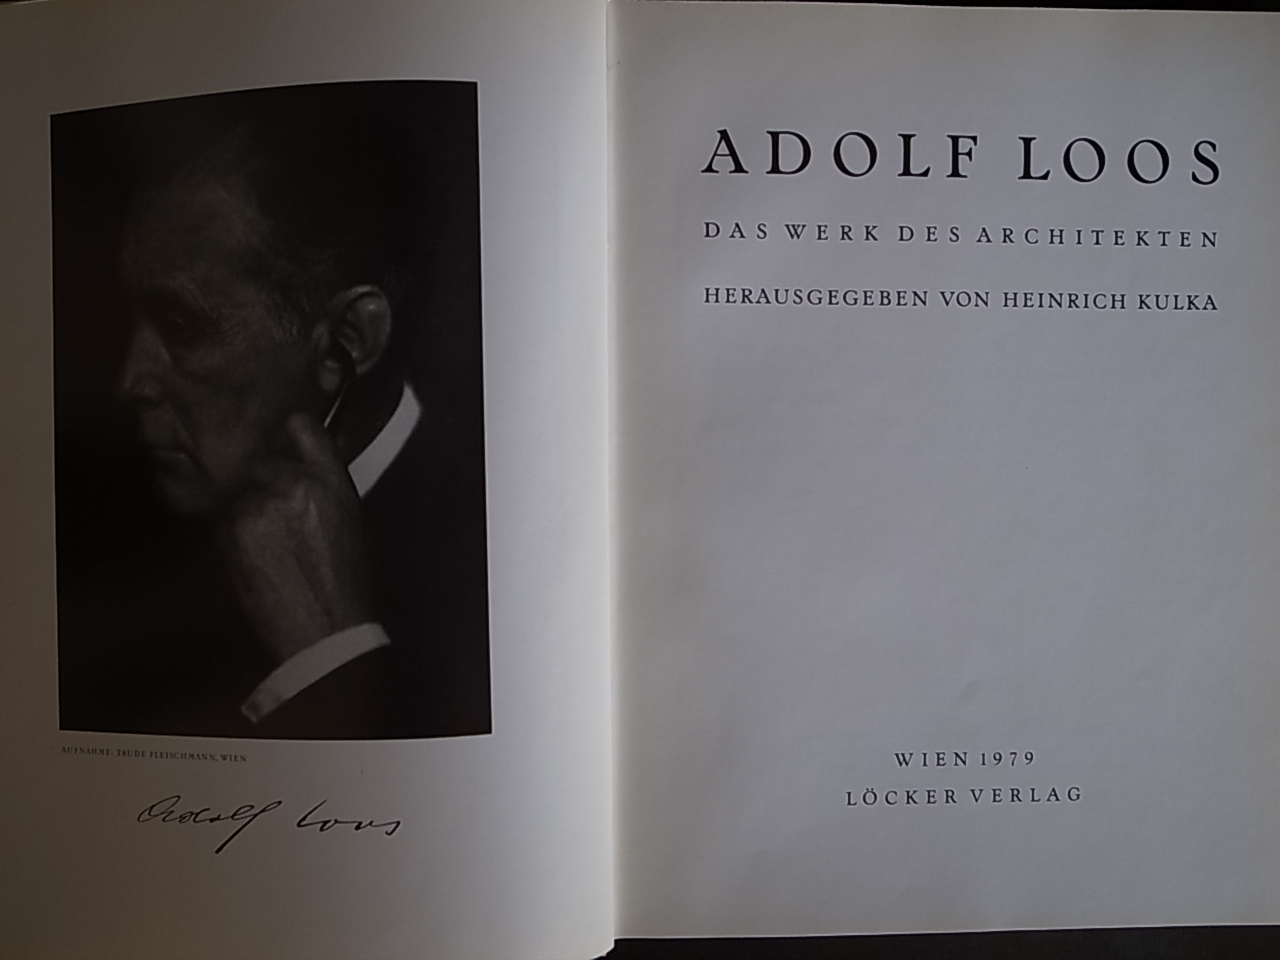 AUFNAHME: TRUDE FLEISCHMANN, WIEN
Adolf Loos
ADOLF LOOS
DAS WERK DES ARCHITEKTEN
HERAUSGEGEBEN VON HEINRICH KULKA
WIEN 1979
LÖCKER VERLAG